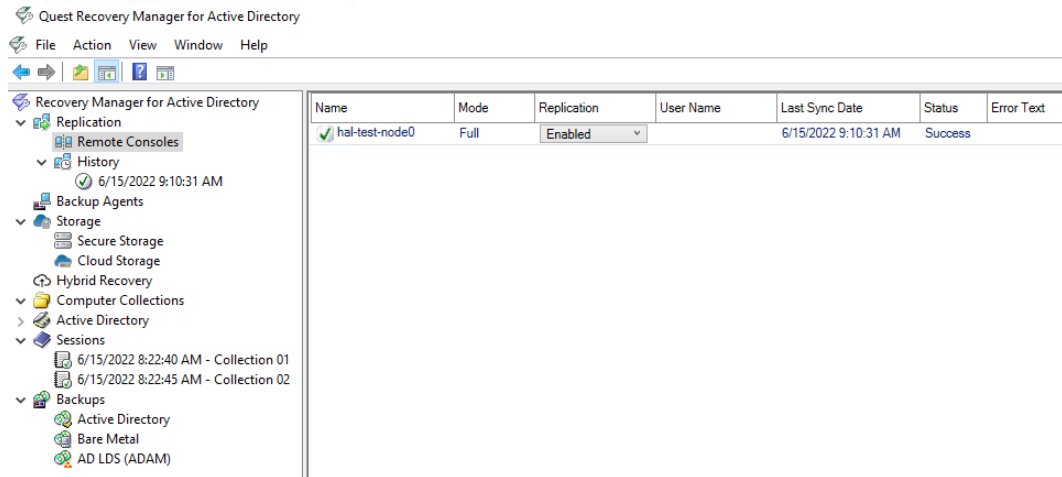 Quest Recovery Manager for Active Directory
File Action View Window Help
Recovery Manager for Active Directory
Replication
Remote Consoles
History
6/15/2022 9:10:31 AM
Backup Agents
Storage
Secure Storage
Cloud Storage
Hybrid Recovery
Computer Collections
Active Directory
Sessions
6/15/2022 8:22:40 AM - Collection 01
6/15/2022 8:22:45 AM - Collection 02
Backups
Active Directory
Bare Metal
AD LDS (ADAM)
Name Mode Replication User Name Last Sync Date Status Error Text
hal-test-node0 Full Enabled 6/15/2022 9:10:31 AM Success